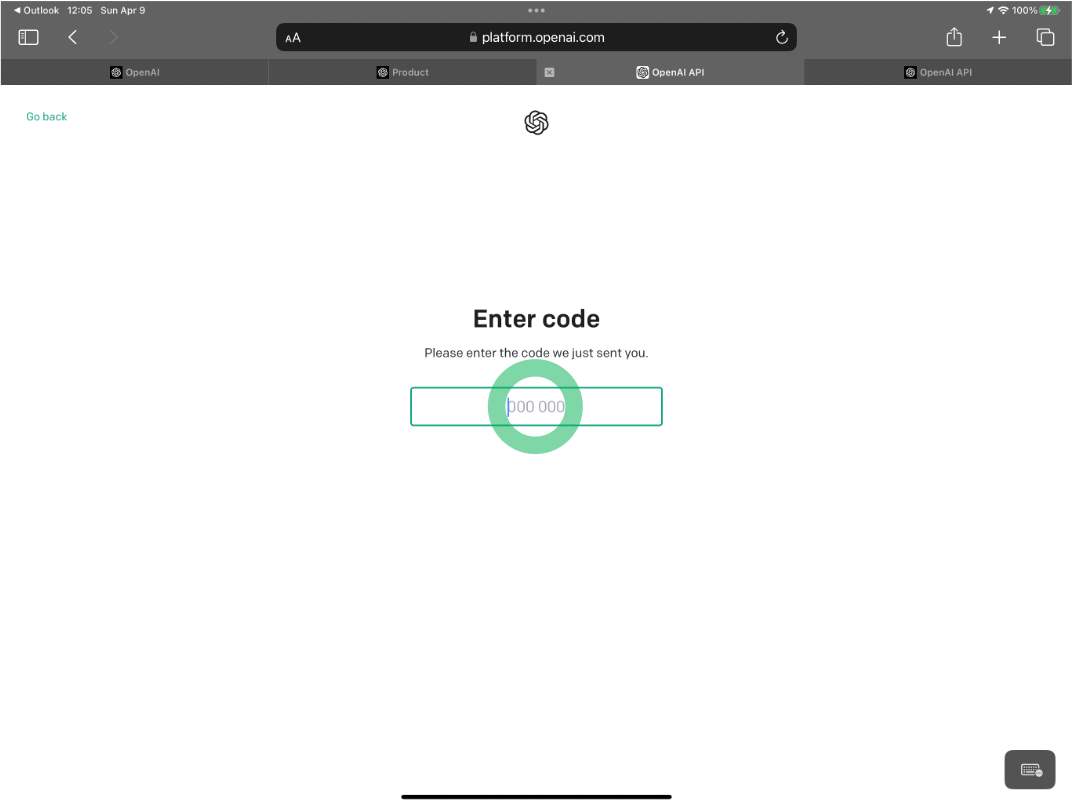 Outlook 12:05 Sun Apr 9
100%
AA
platform.openai.com
OpenAI
Product
OpenAI API
OpenAI API
Go back
Enter code
Please enter the code we just sent you.
000 000